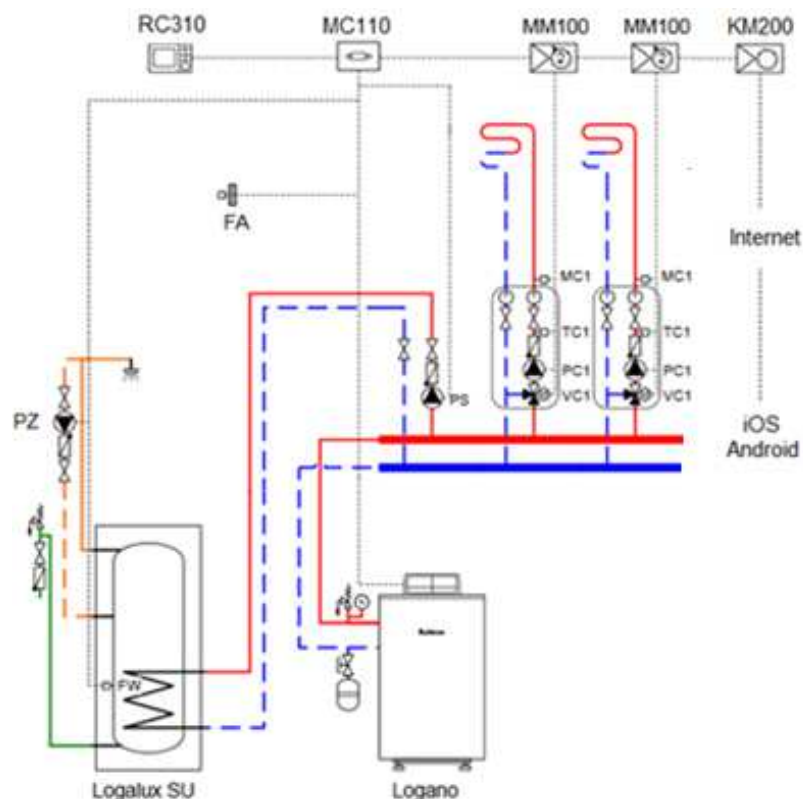 RC310 MC110 MM100 MM100 KM200
FA
Internet
MC1 MC1
TC1 TC1
PC1 PC1
PS
VC1 VC1
iOS
Android
PZ
FW
Logalux SU
Logano